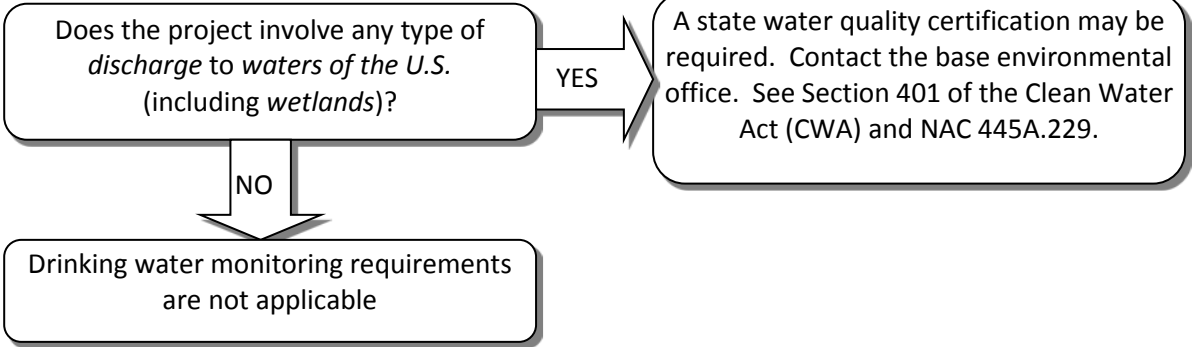 Does the project involve any type of
discharge to waters of the U.S.
(including wetlands)?
YES
A state water quality certification may be
required. Contact the base environmental
office. See Section 401 of the Clean Water
Act (CWA) and NAC 445A.229.
NO
Drinking water monitoring requirements
are not applicable